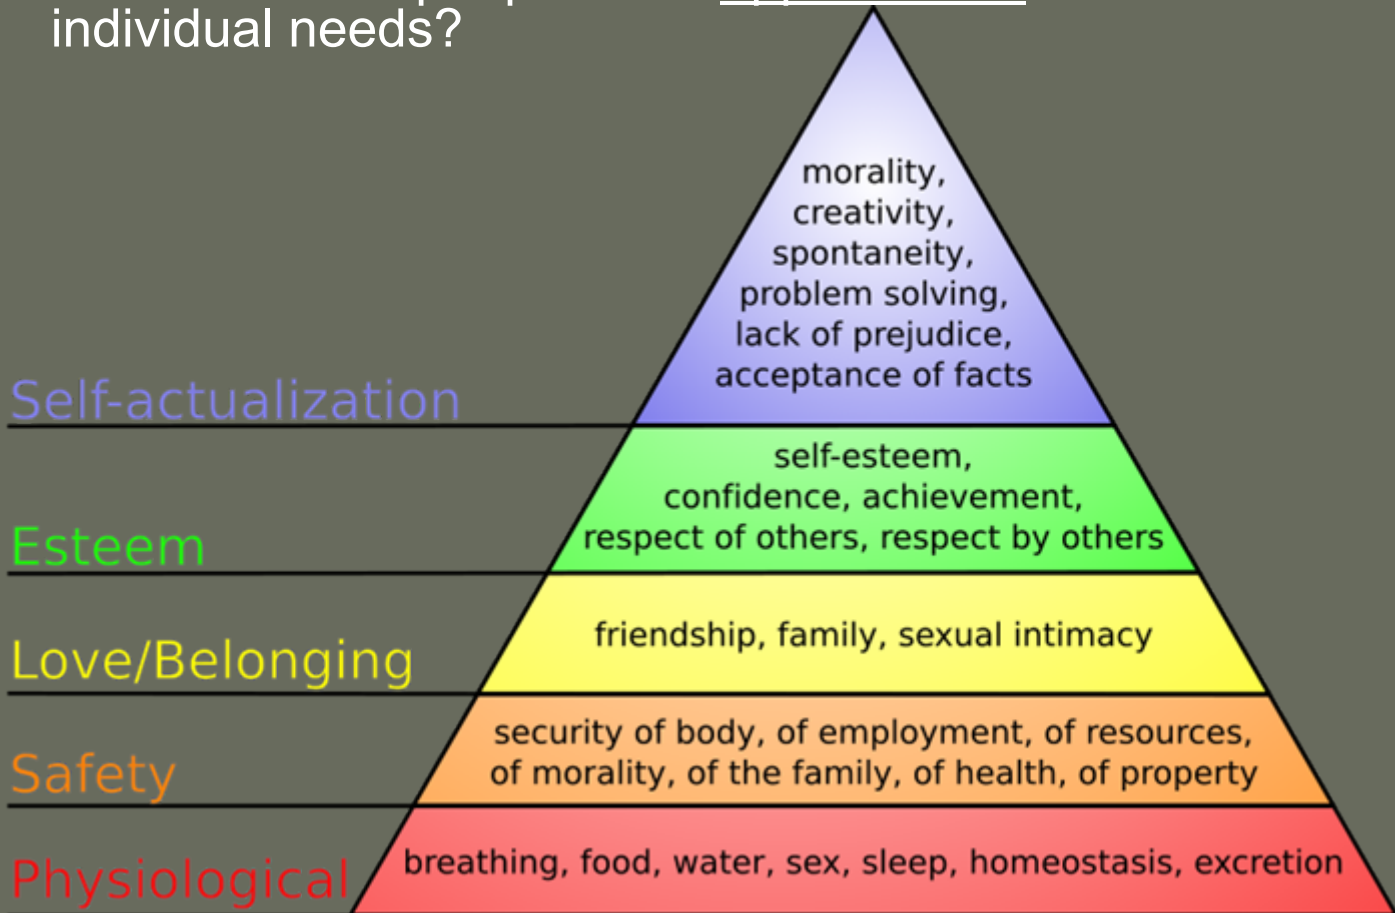 individual needs?
morality,
creativity,
spontaneity,
problem solving,
lack of prejudice,
acceptance of facts
Self-actualization
self-esteem,
confidence, achievement,
respect of others, respect by others
Esteem
friendship, family, sexual intimacy
Love/Belonging
security of body, of employment, of resources,
of morality, of the family, of health, of property
Safety
breathing, food, water, sex, sleep, homeostasis, excretion
Physiological